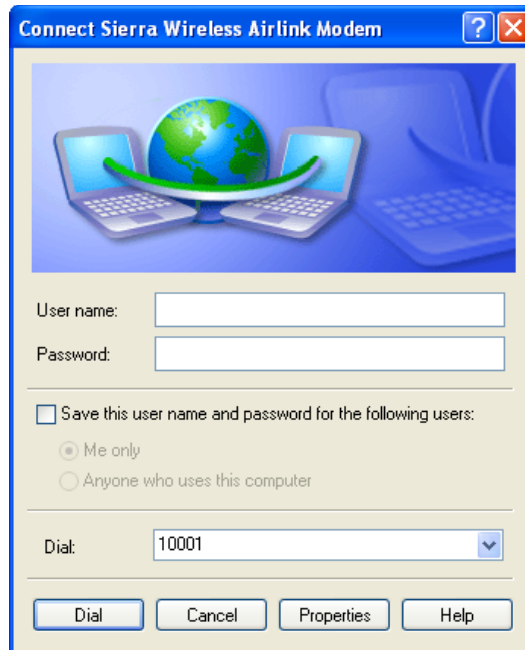 Connect Sierra Wireless Airlink Modem
User name:
Password:
Save this user name and password for the following users:
Me only
Anyone who uses this computer
Dial: 10001
Dial Cancel Properties Help